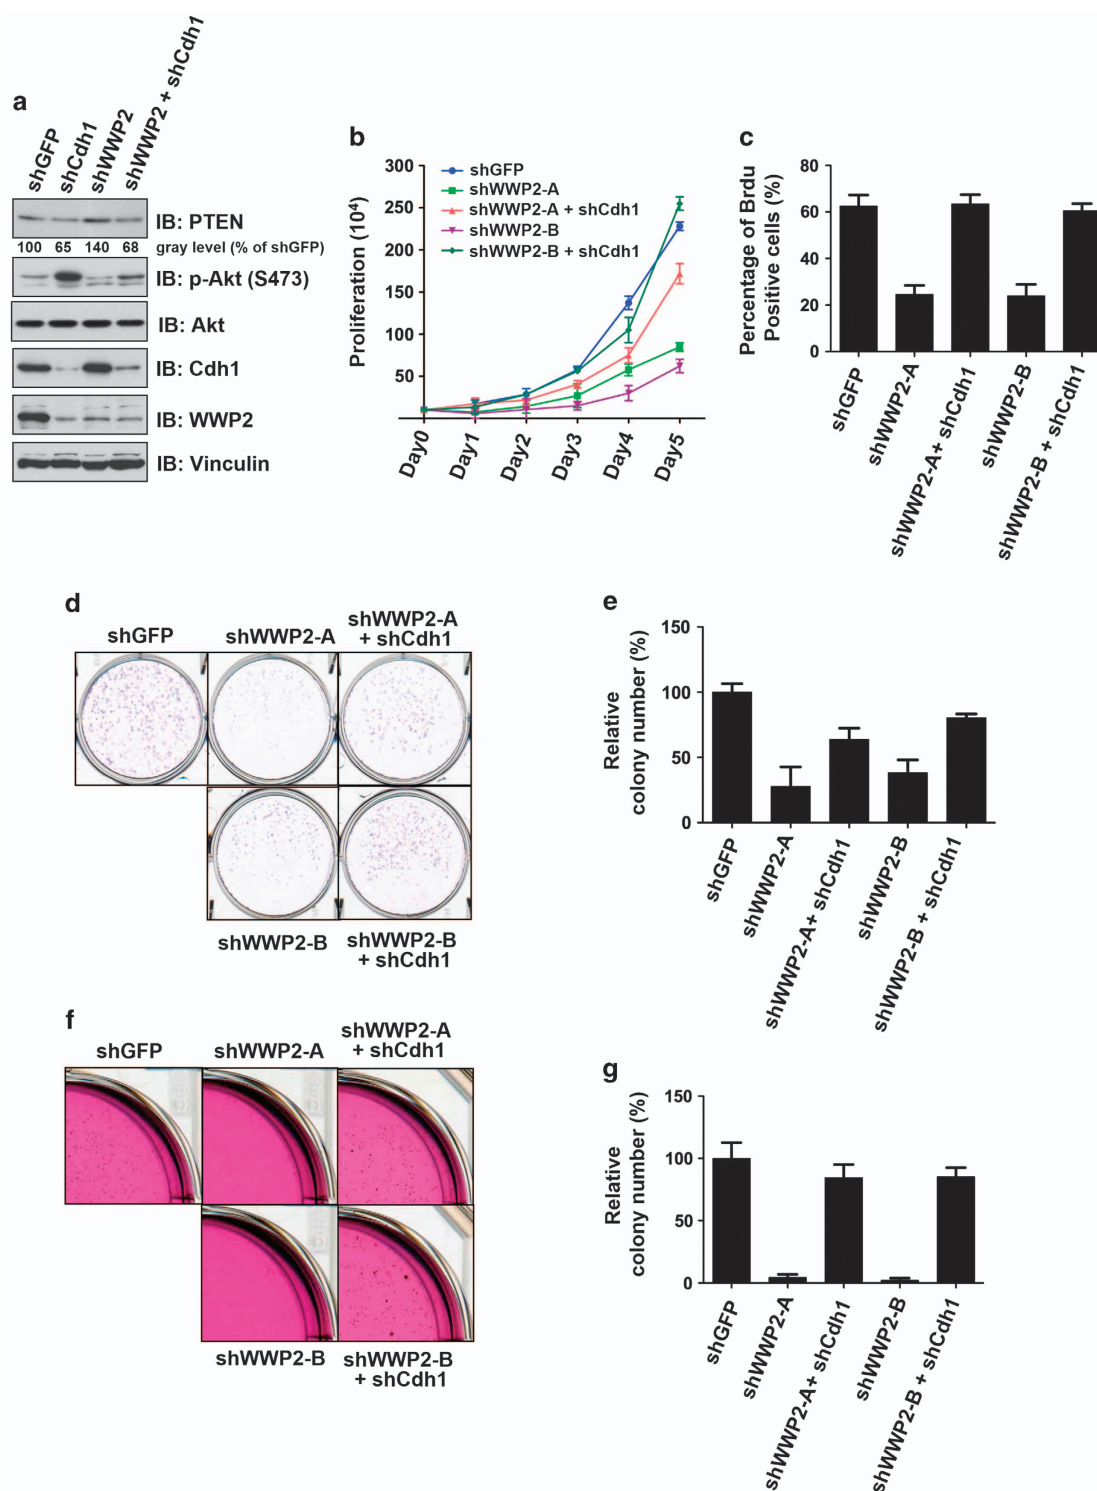 a
shGFP
shCdh1
shWWP2
shWWP2 + shCdh1
IB: PTEN
100 65 140 68 gray level (% of shGFP)
IB: p-Akt (S473)
IB: Akt
IB: Cdh1
IB: WWP2
IB: Vinculin
b
Proliferation (10⁴)
300
250
200
150
100
50
shGFP
shWWP2-A
shWWP2-A + shCdh1
shWWP2-B
shWWP2-B + shCdh1
Day0
Day1
Day2
Day3
Day4
Day5
c
Percentage of Brdu
Positive cells (%)
80
60
40
20
0
shGFP
shWWP2-A
shWWP2-A+ shCdh1
shWWP2-B
shWWP2-B + shCdh1
d
shGFP
shWWP2-A
shWWP2-A
+ shCdh1
shWWP2-B
shWWP2-B
+ shCdh1
e
Relative
colony number (%)
150
100
50
0
shGFP
shWWP2-A
shWWP2-A+ shCdh1
shWWP2-B
shWWP2-B + shCdh1
f
shGFP
shWWP2-A
shWWP2-A
+ shCdh1
shWWP2-B
shWWP2-B
+ shCdh1
g
Relative
colony number (%)
150
100
50
0
shGFP
shWWP2-A
shWWP2-A+ shCdh1
shWWP2-B
shWWP2-B + shCdh1